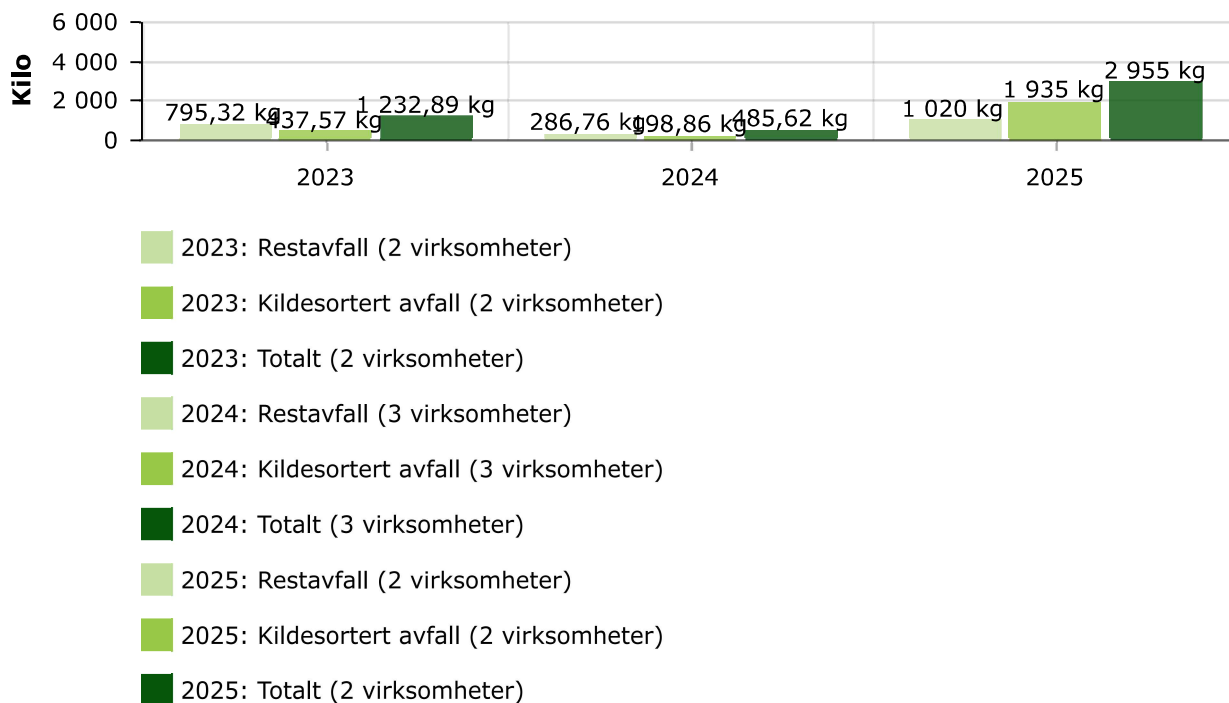 6 000
4 000
2 000
0
Kilo
795,32 kg
437,57 kg
1 232,89 kg
286,76 kg
198,86 kg
485,62 kg
1 020 kg
1 935 kg
2 955 kg
2023
2024
2025
2023: Restavfall (2 virksomheter)
2023: Kildesortert avfall (2 virksomheter)
2023: Totalt (2 virksomheter)
2024: Restavfall (3 virksomheter)
2024: Kildesortert avfall (3 virksomheter)
2024: Totalt (3 virksomheter)
2025: Restavfall (2 virksomheter)
2025: Kildesortert avfall (2 virksomheter)
2025: Totalt (2 virksomheter)